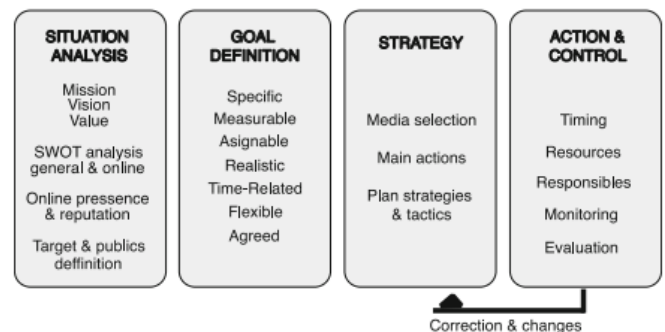 SITUATION
ANALYSIS
Mission
Vision
Value
SWOT analysis
general & online
Online pressence
& reputation
Target & publics
deffinition
GOAL
DEFINITION
Specific
Measurable
Asignable
Realistic
Time-Related
Flexible
Agreed
STRATEGY
Media selection
Main actions
Plan strategies
& tactics
ACTION &
CONTROL
Timing
Resources
Responsibles
Monitoring
Evaluation
Correction & changes